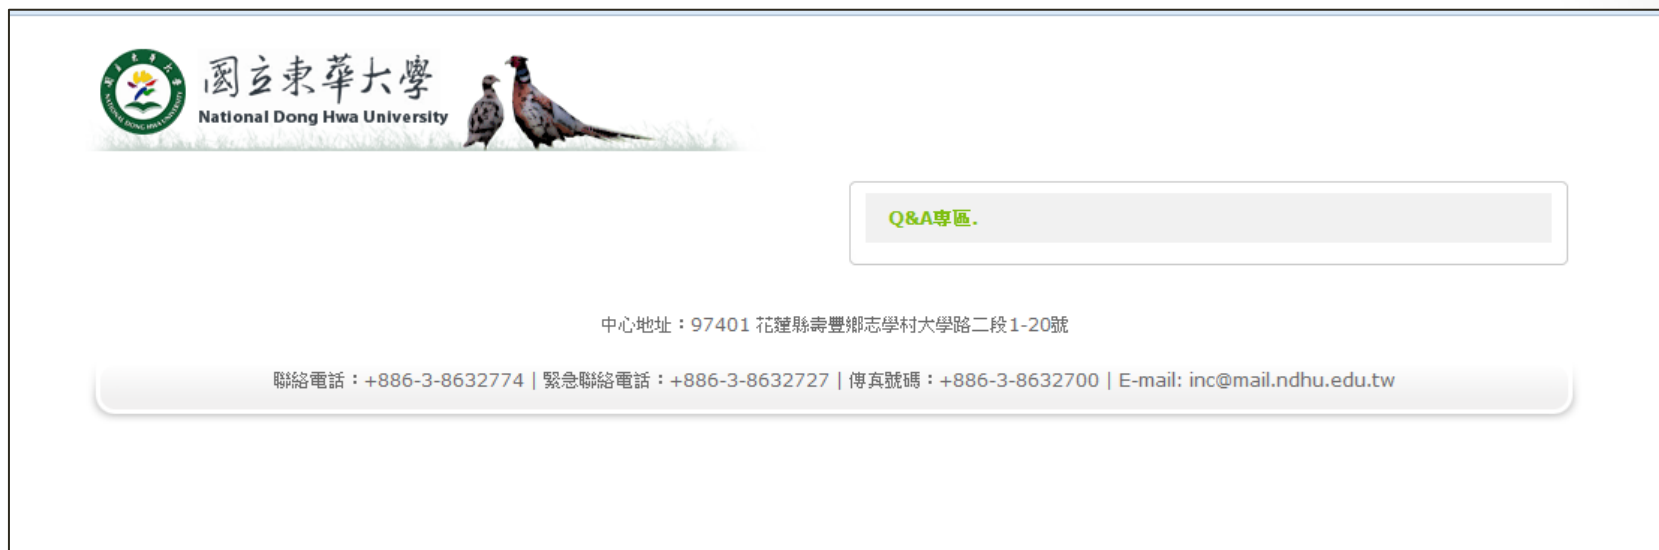 國立東華大學
National Dong Hwa University
Q&A專區.
中心地址：97401 花蓮縣壽豐鄉志學村大學路二段1-20號
聯絡電話：+886-3-8632774 | 緊急聯絡電話：+886-3-8632727 | 傳真號碼：+886-3-8632700 | E-mail: inc@mail.ndhu.edu.tw